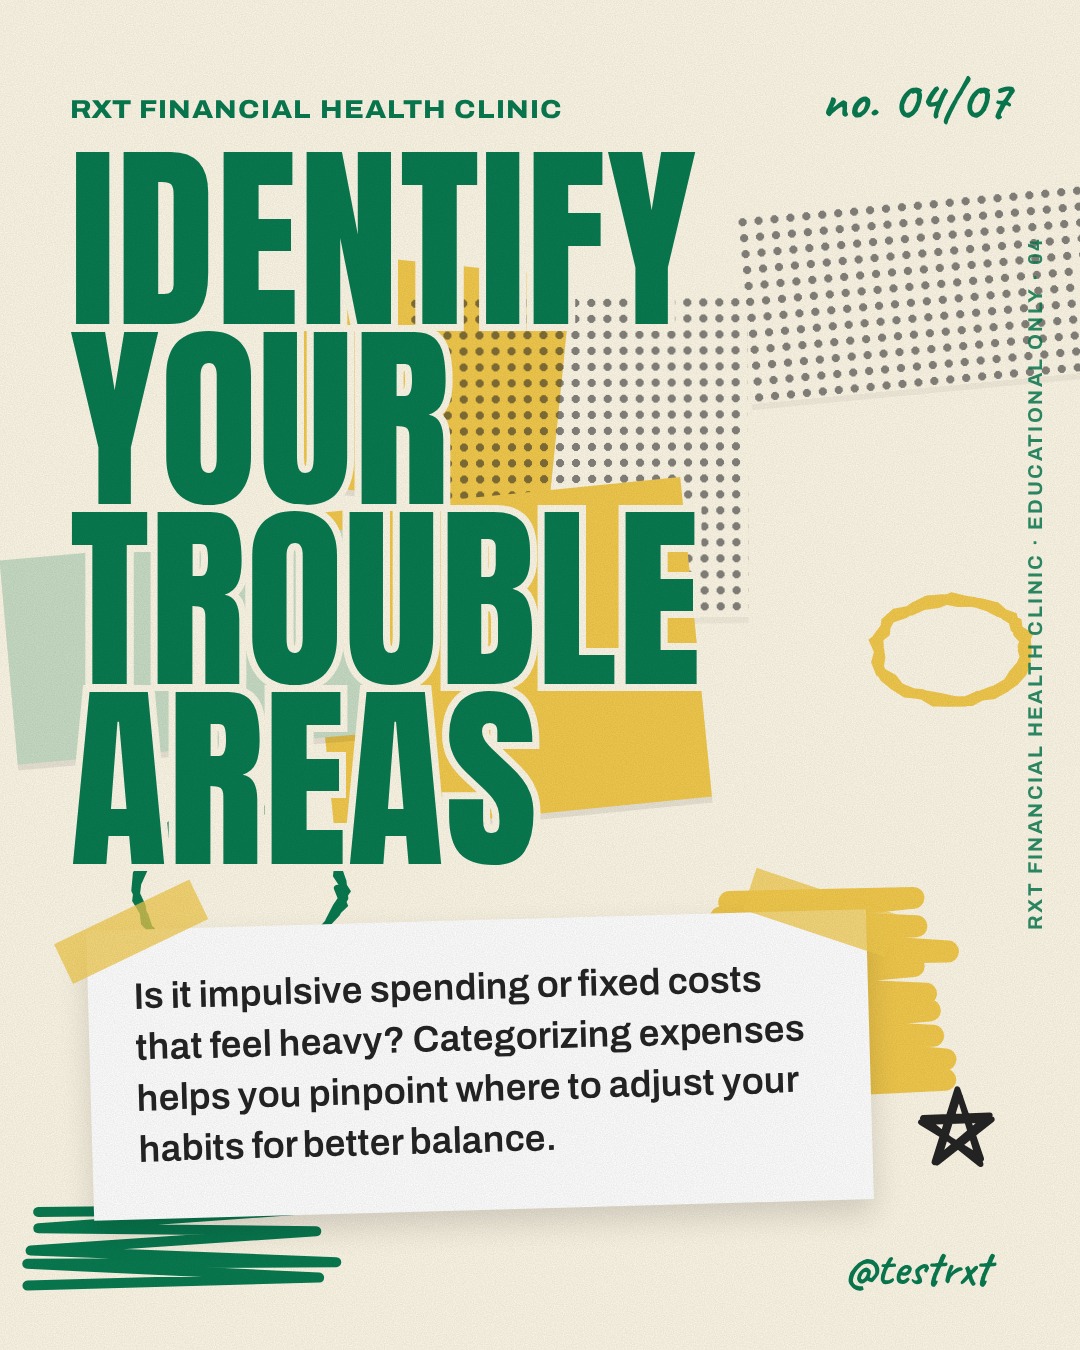 RXT FINANCIAL HEALTH CLINIC
no. 04/07
IDENTIFY
YOUR
TROUBLE
AREAS
RXT FINANCIAL HEALTH CLINIC · EDUCATIONAL ONLY · 04
Is it impulsive spending or fixed costs
that feel heavy? Categorizing expenses
helps you pinpoint where to adjust your
habits for better balance.
@testrxt